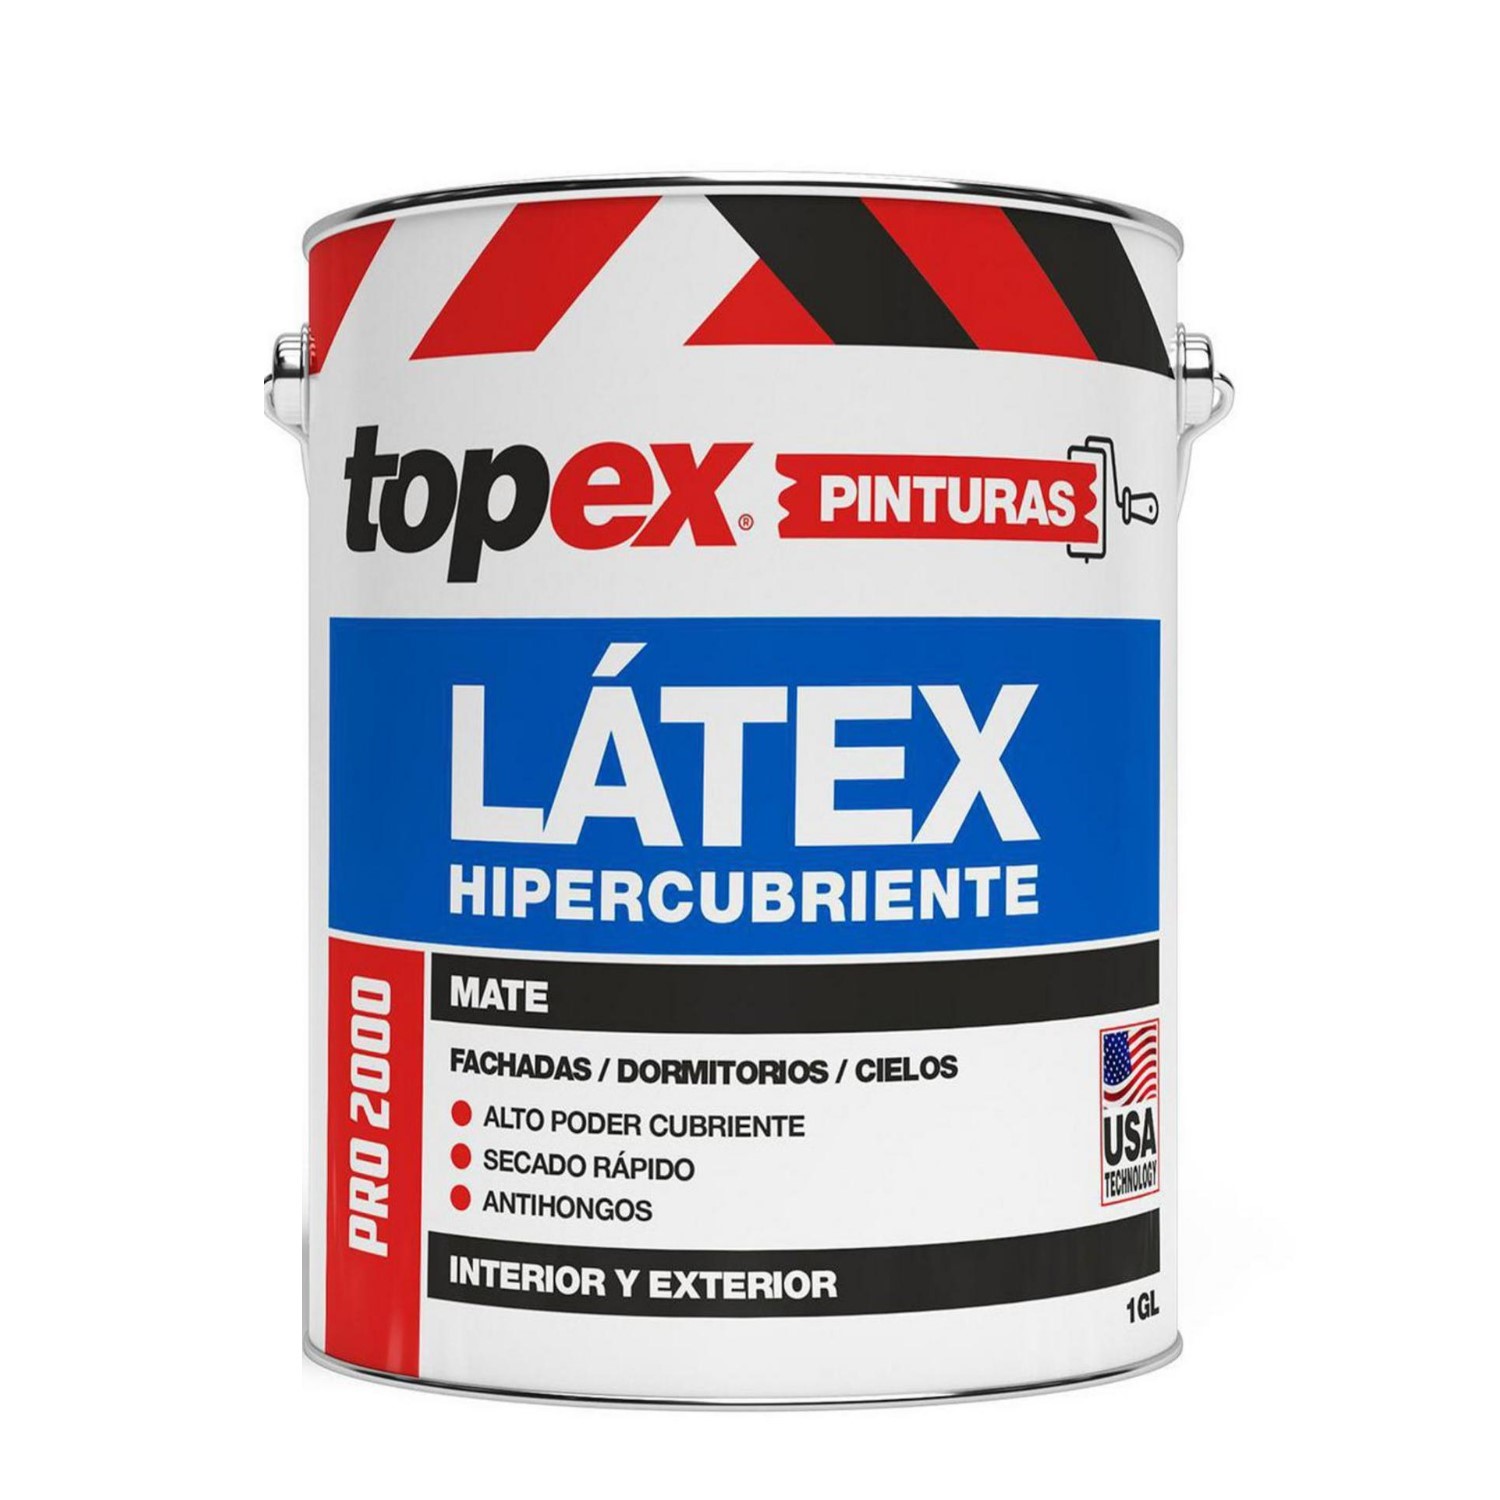 topex® PINTURAS
LÁTEX
HIPERCUBRIENTE
PRO 2000
MATE
FACHADAS / DORMITORIOS / CIELOS
ALTO PODER CUBRIENTE
SECADO RÁPIDO
ANTIHONGOS
USA
TECHNOLOGY
INTERIOR Y EXTERIOR
1GL